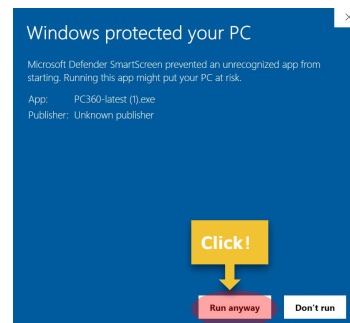 Windows protected your PC
Microsoft Defender SmartScreen prevented an unrecognized app from
starting. Running this app might put your PC at risk.
App: PC360-latest (1).exe
Publisher: Unknown publisher
Click!
Run anyway Don't run